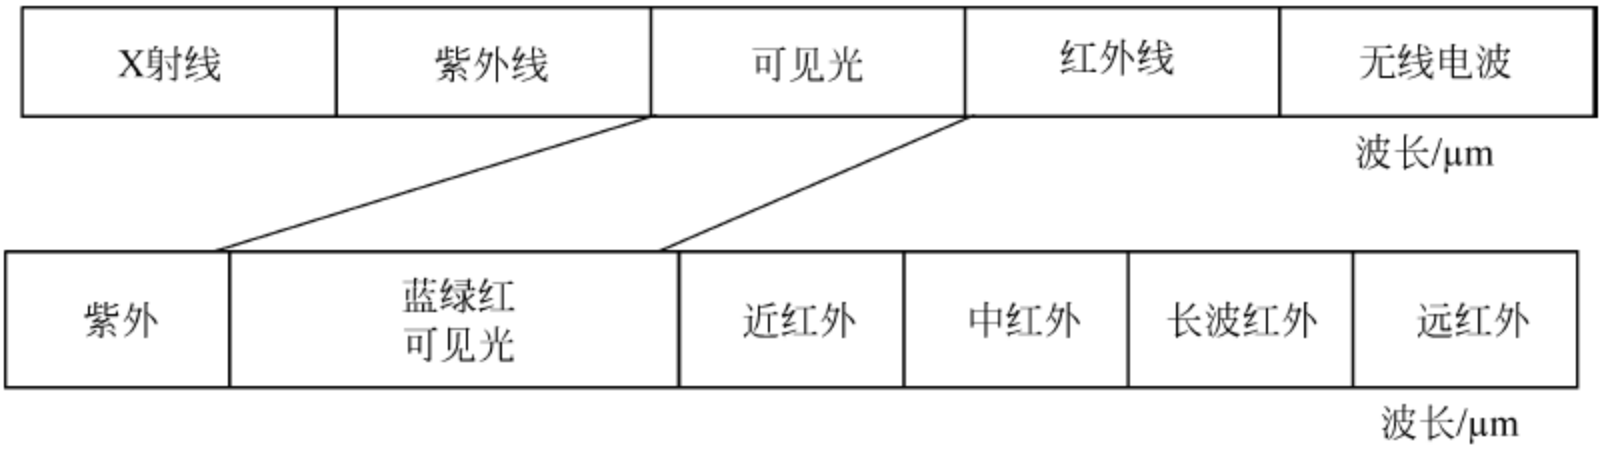 X射线 紫外线 可见光 红外线 无线电波
波长/μm
紫外 蓝绿红 近红外 中红外 长波红外 远红外
可见光
波长/μm